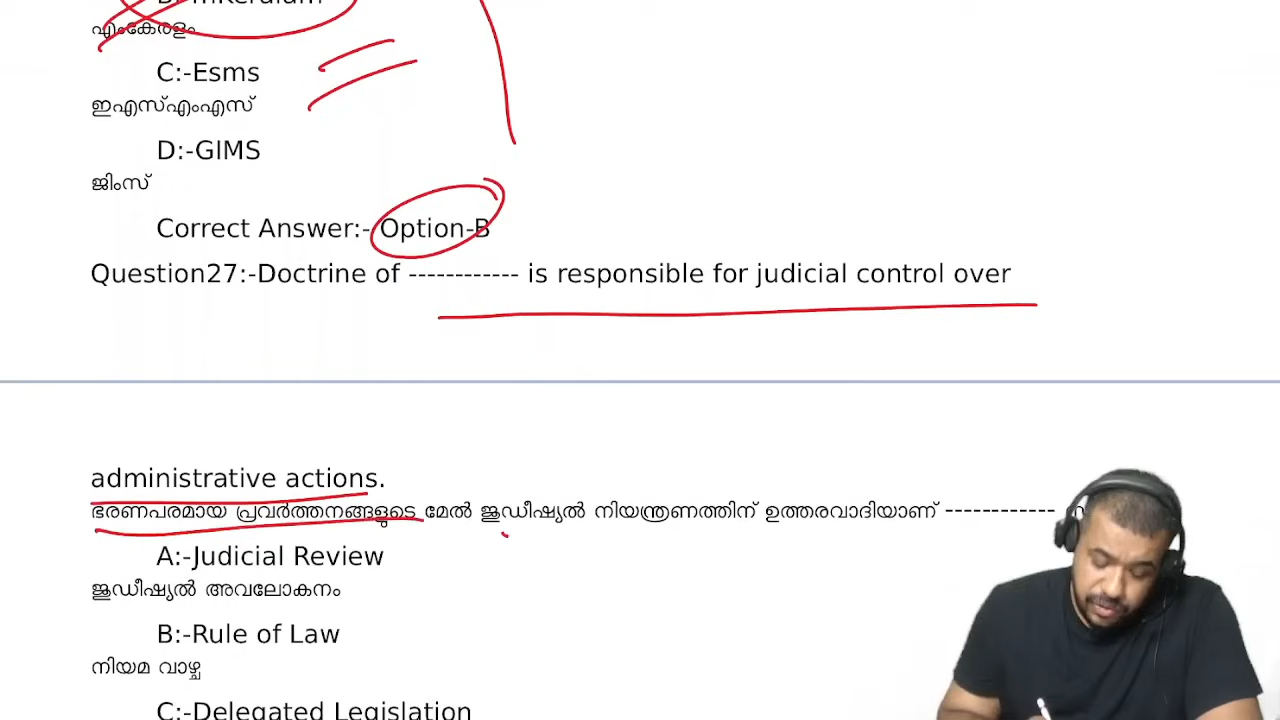 എംകേരളം
C:-Esms
ഇഎസ്എംഎസ്
D:-GIMS
ജിംസ്
Correct Answer:- Option-B
Question27:-Doctrine of ------------ is responsible for judicial control over
administrative actions.
ഭരണപരമായ പ്രവർത്തനങ്ങളുടെ മേൽ ജുഡീഷ്യൽ നിയന്ത്രണത്തിന് ഉത്തരവാദിയാണ് ------------
A:-Judicial Review
ജുഡീഷ്യൽ അവലോകനം
B:-Rule of Law
നിയമ വാഴ്ച
C:-Delegated Legislation